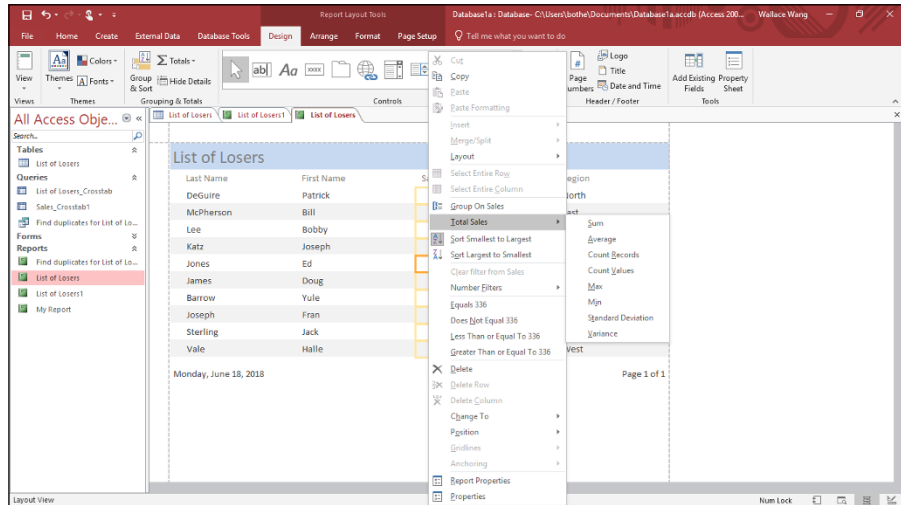 Report Layout Tools
Database1a : Database- C:\Users\bothe\Documents\Database1a.accdb (Access 200...
Wallace Wang
File Home Create External Data Database Tools Design Arrange Format Page Setup Tell me what you want to do
View
Views
Themes
Colors
Fonts
Themes
Group & Sort
Totals
Hide Details
Grouping & Totals
ab|
Aa
XXXX
Controls
Page
umbers
Logo
Title
Date and Time
Header / Footer
Add Existing Fields
Property Sheet
Tools
All Access Obje...
Search...
Tables
List of Losers
Queries
List of Losers_Crosstab
Sales_Crosstab1
Find duplicates for List of Lo...
Forms
Reports
Find duplicates for List of Lo...
List of Losers
List of Losers1
My Report
List of Losers List of Losers1 List of Losers
List of Losers
Last Name First Name Sa egion
DeGuire Patrick orth
McPherson Bill ast
Lee Bobby
Katz Joseph
Jones Ed
James Doug
Barrow Yule
Joseph Fran
Sterling Jack
Vale Halle Vest
Monday, June 18, 2018 Page 1 of 1
Cut
Copy
Paste
Paste Formatting
Insert
Merge/Split
Layout
Select Entire Row
Select Entire Column
Group On Sales
Total Sales
Sort Smallest to Largest
Sort Largest to Smallest
Clear filter from Sales
Number Filters
Equals 336
Does Not Equal 336
Less Than or Equal To 336
Greater Than or Equal To 336
Delete
Delete Row
Delete Column
Change To
Position
Gridlines
Anchoring
Report Properties
Properties
Sum
Average
Count Records
Count Values
Max
Min
Standard Deviation
Variance
Layout View
Num Lock